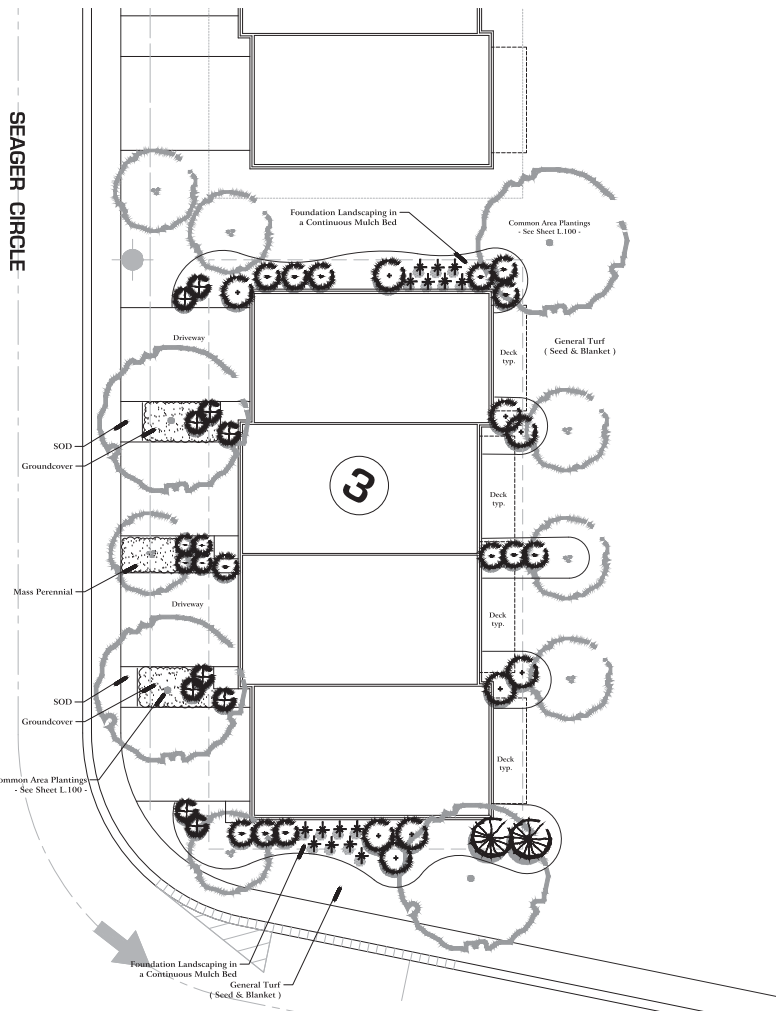 SEAGER CIRCLE
Foundation Landscaping in
a Continuous Mulch Bed
Common Area Plantings
- See Sheet L.100 -
Driveway
Deck
typ.
General Turf
( Seed & Blanket )
SOD
Groundcover
3
Deck
typ.
Mass Perennial
Driveway
Deck
typ.
SOD
Groundcover
Deck
typ.
ommon Area Plantings
- See Sheet L.100 -
Foundation Landscaping in
a Continuous Mulch Bed
General Turf
( Seed & Blanket )